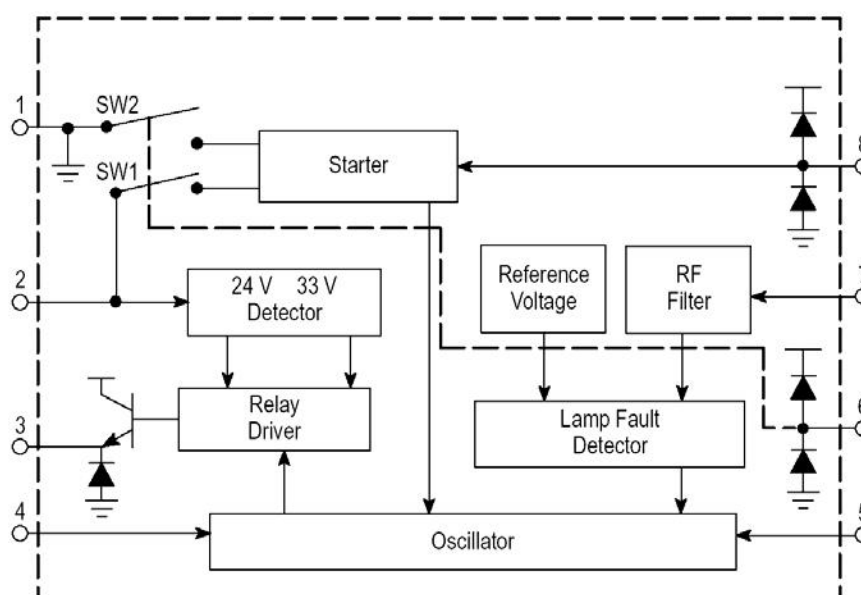 1
SW2
Starter
8
SW1
2
24 V 33 V
Detector
Reference
Voltage
RF
Filter
7
3
Relay
Driver
Lamp Fault
Detector
6
4
Oscillator
5